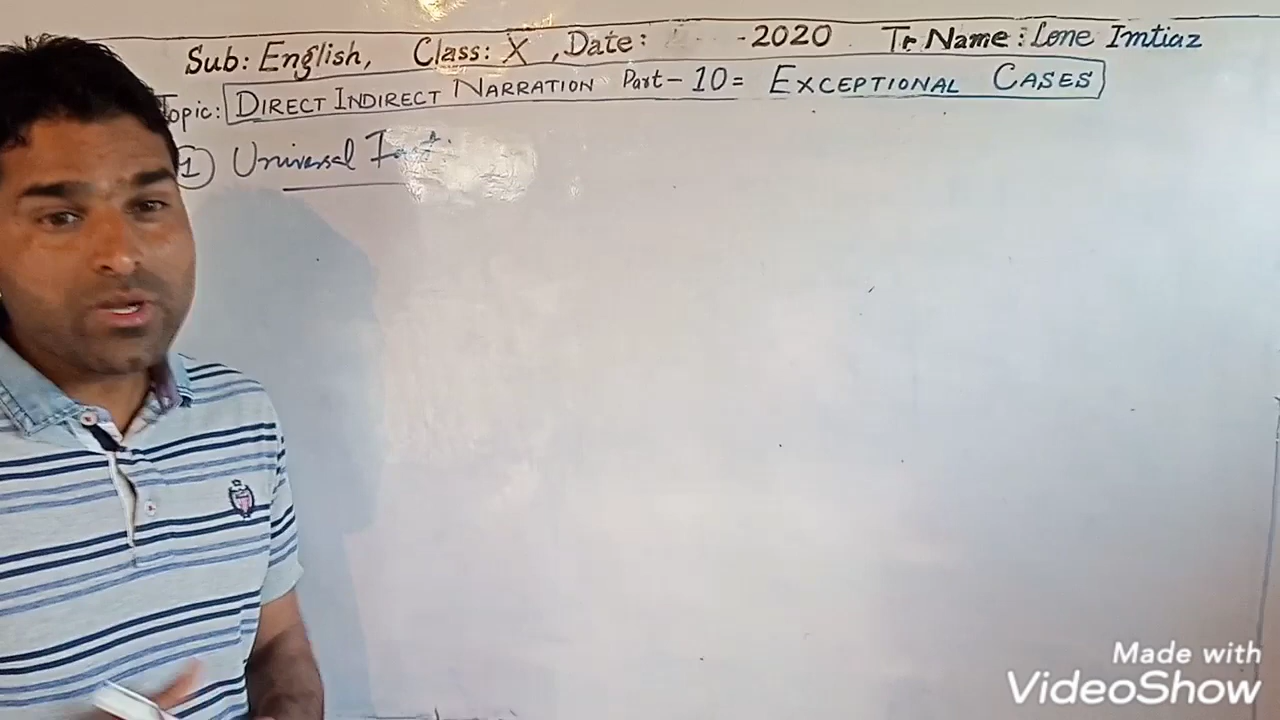 Sub: English, Class: X , Date: -2020 Tr Name: Lone Imtiaz
Topic: DIRECT INDIRECT NARRATION Part-10= EXCEPTIONAL CASES
1 Universal Fact
Made with
VideoShow